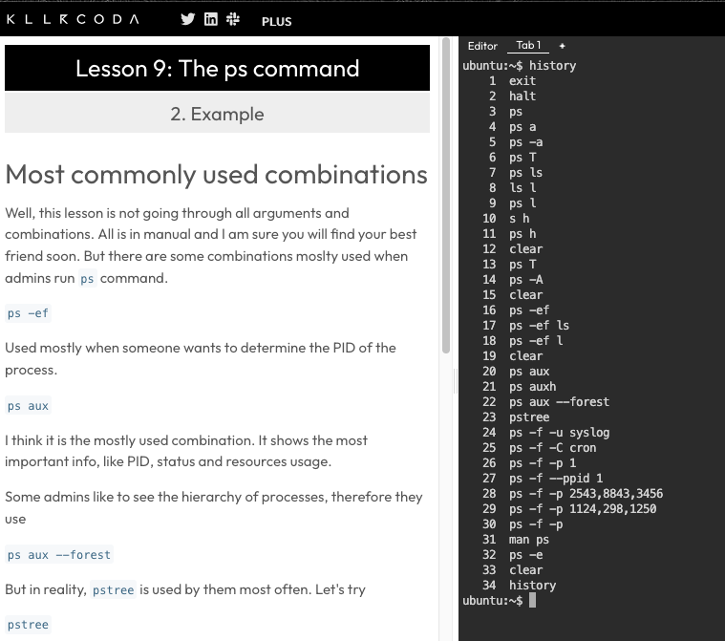 KLLRCODA PLUS
Lesson 9: The ps command
2. Example
Most commonly used combinations
Well, this lesson is not going through all arguments and
combinations. All is in manual and I am sure you will find your best
friend soon. But there are some combinations moslty used when
admins run ps command.
ps -ef
Used mostly when someone wants to determine the PID of the
process.
ps aux
I think it is the mostly used combination. It shows the most
important info, like PID, status and resources usage.
Some admins like to see the hierarchy of processes, therefore they
use
ps aux --forest
But in reality, pstree is used by them most often. Let's try
pstree
Editor Tab 1 +
ubuntu:~$ history
1 exit
2 halt
3 ps
4 ps a
5 ps -a
6 ps T
7 ps ls
8 ls l
9 ps l
10 s h
11 ps h
12 clear
13 ps T
14 ps -A
15 clear
16 ps -ef
17 ps -ef ls
18 ps -ef l
19 clear
20 ps aux
21 ps auxh
22 ps aux --forest
23 pstree
24 ps -f -u syslog
25 ps -f -C cron
26 ps -f -p 1
27 ps -f --ppid 1
28 ps -f -p 2543,8843,3456
29 ps -f -p 1124,298,1250
30 ps -f -p
31 man ps
32 ps -e
33 clear
34 history
ubuntu:~$